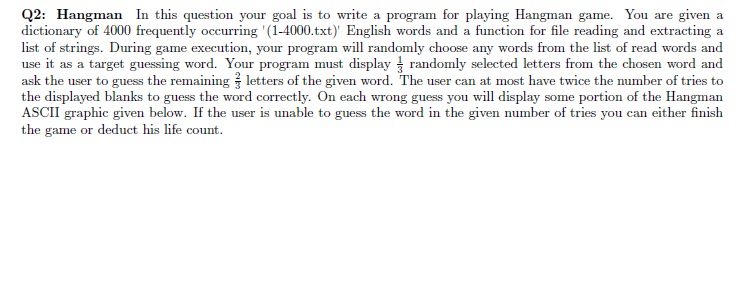 Q2: Hangman In this question your goal is to write a program for playing Hangman game. You are given a
dictionary of 4000 frequently occurring '(1-4000.txt)' English words and a function for file reading and extracting a
list of strings. During game execution, your program will randomly choose any words from the list of read words and
use it as a target guessing word. Your program must display 1/3 randomly selected letters from the chosen word and
ask the user to guess the remaining 2/3 letters of the given word. The user can at most have twice the number of tries to
the displayed blanks to guess the word correctly. On each wrong guess you will display some portion of the Hangman
ASCII graphic given below. If the user is unable to guess the word in the given number of tries you can either finish
the game or deduct his life count.